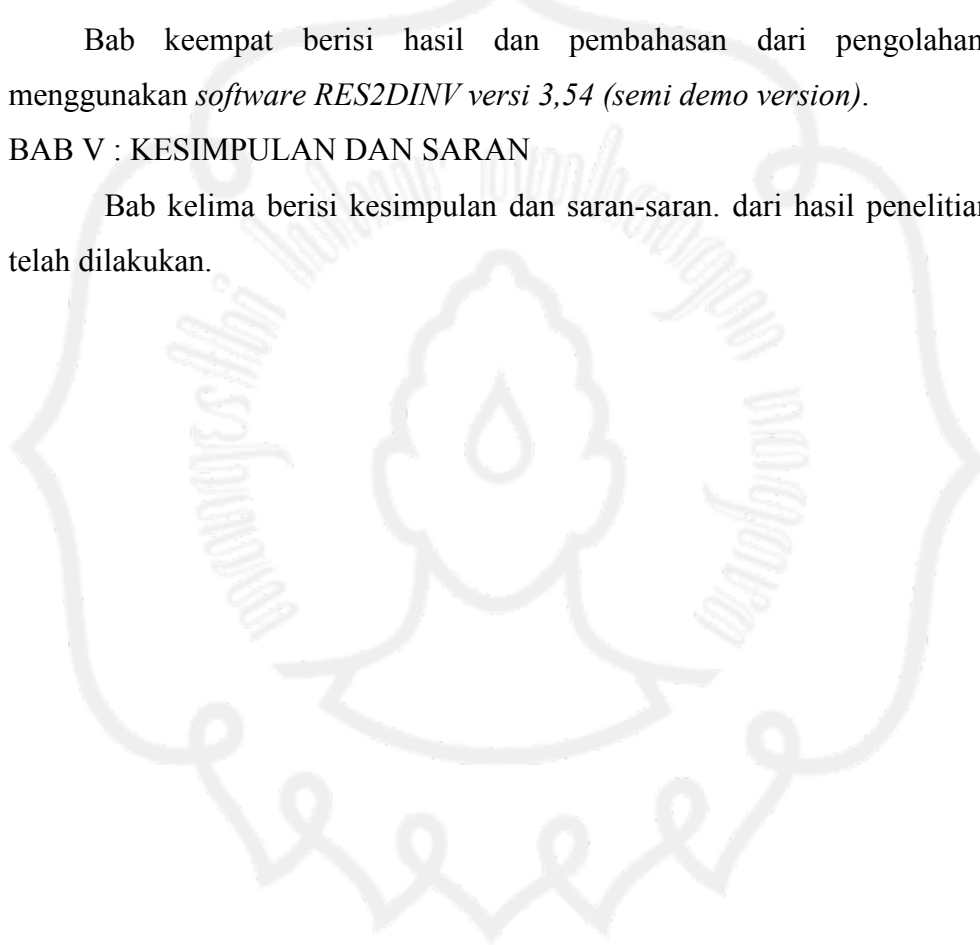 Bab keempat berisi hasil dan pembahasan dari pengolahan
menggunakan software RES2DINV versi 3,54 (semi demo version).
BAB V : KESIMPULAN DAN SARAN
Bab kelima berisi kesimpulan dan saran-saran. dari hasil penelitian
telah dilakukan.